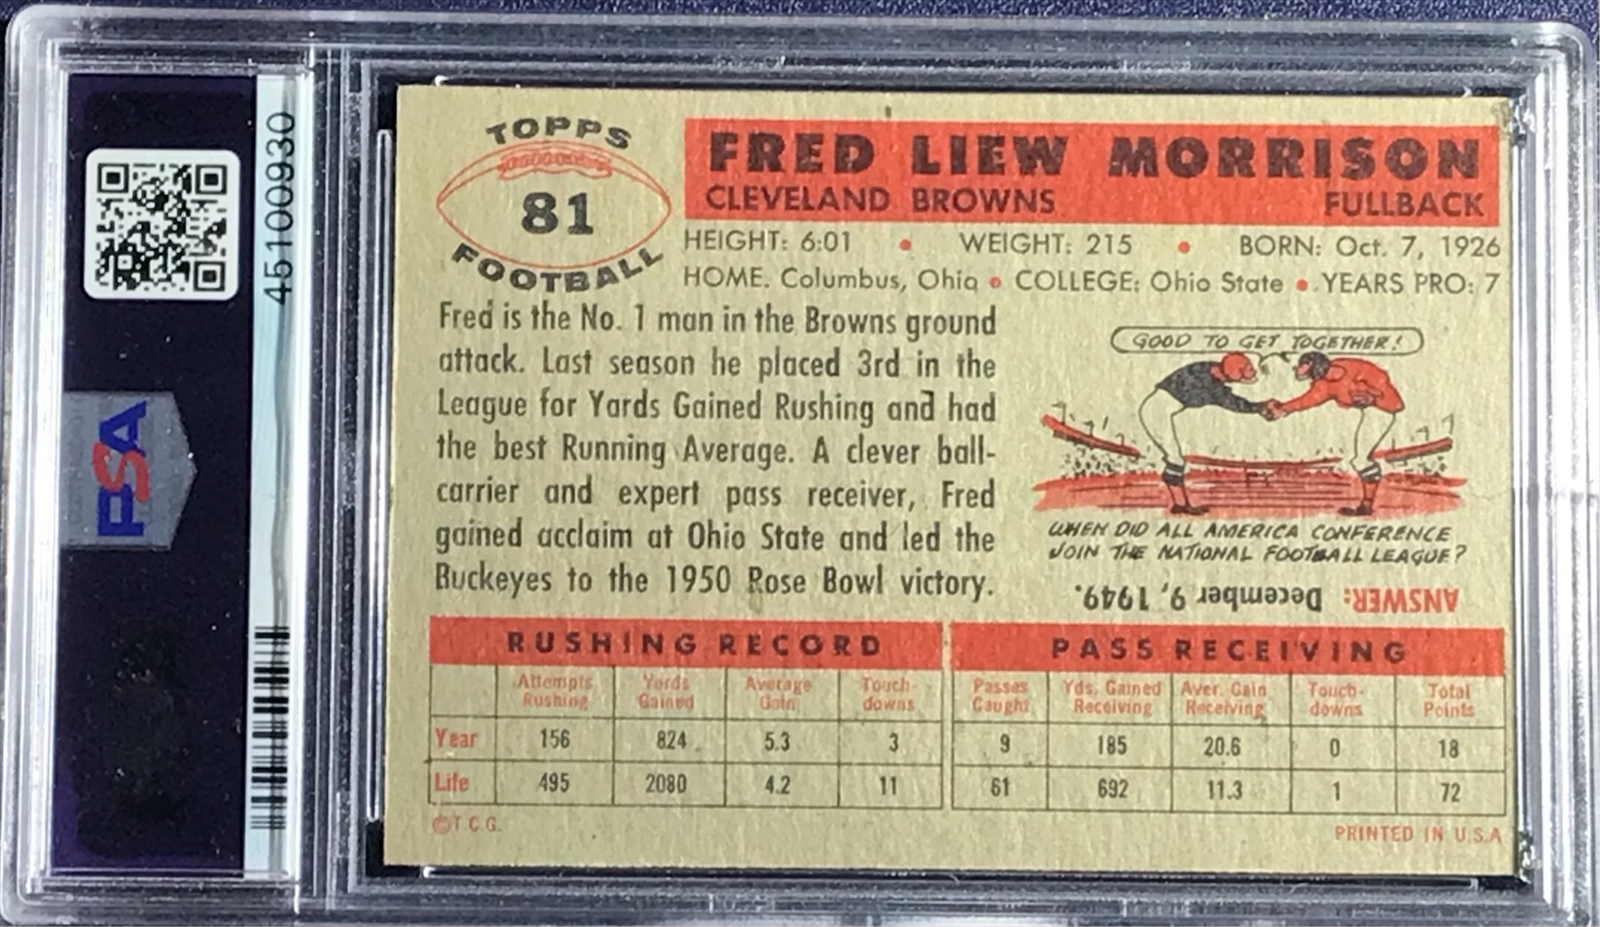 45100930
PSA
TOPPS
81
FOOTBALL
FRED LIEW MORRISON
CLEVELAND BROWNS FULLBACK
HEIGHT: 6:01 • WEIGHT: 215 • BORN: Oct. 7, 1926
HOME. Columbus, Ohio • COLLEGE: Ohio State • YEARS PRO: 7
Fred is the No. 1 man in the Browns ground
attack. Last season he placed 3rd in the
League for Yards Gained Rushing and had
the best Running Average. A clever ball-
carrier and expert pass receiver, Fred
gained acclaim at Ohio State and led the
Buckeyes to the 1950 Rose Bowl victory.
GOOD TO GET TOGETHER!
WHEN DID ALL AMERICA CONFERENCE
JOIN THE NATIONAL FOOTBALL LEAGUE?
ANSWER: December 9, 1949.
RUSHING RECORD
Attempts Rushing Yards Gained Average Gain Touch-downs
Year 156 824 5.3 3
Life 495 2080 4.2 11
PASS RECEIVING
Passes Caught Yds. Gained Receiving Aver. Gain Receiving Touch-downs Total Points
9 185 20.6 0 18
61 692 11.3 1 72
©T.C.G. PRINTED IN U.S.A